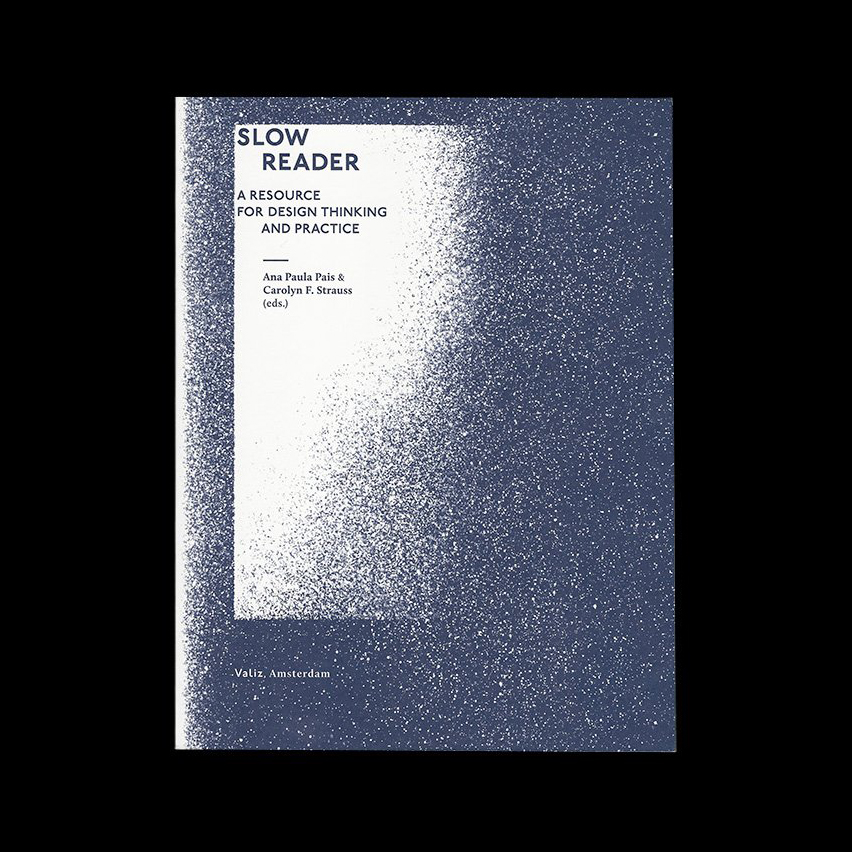 SLOW
READER
A RESOURCE
FOR DESIGN THINKING
AND PRACTICE
Ana Paula Pais &
Carolyn F. Strauss
(eds.)
Valiz, Amsterdam